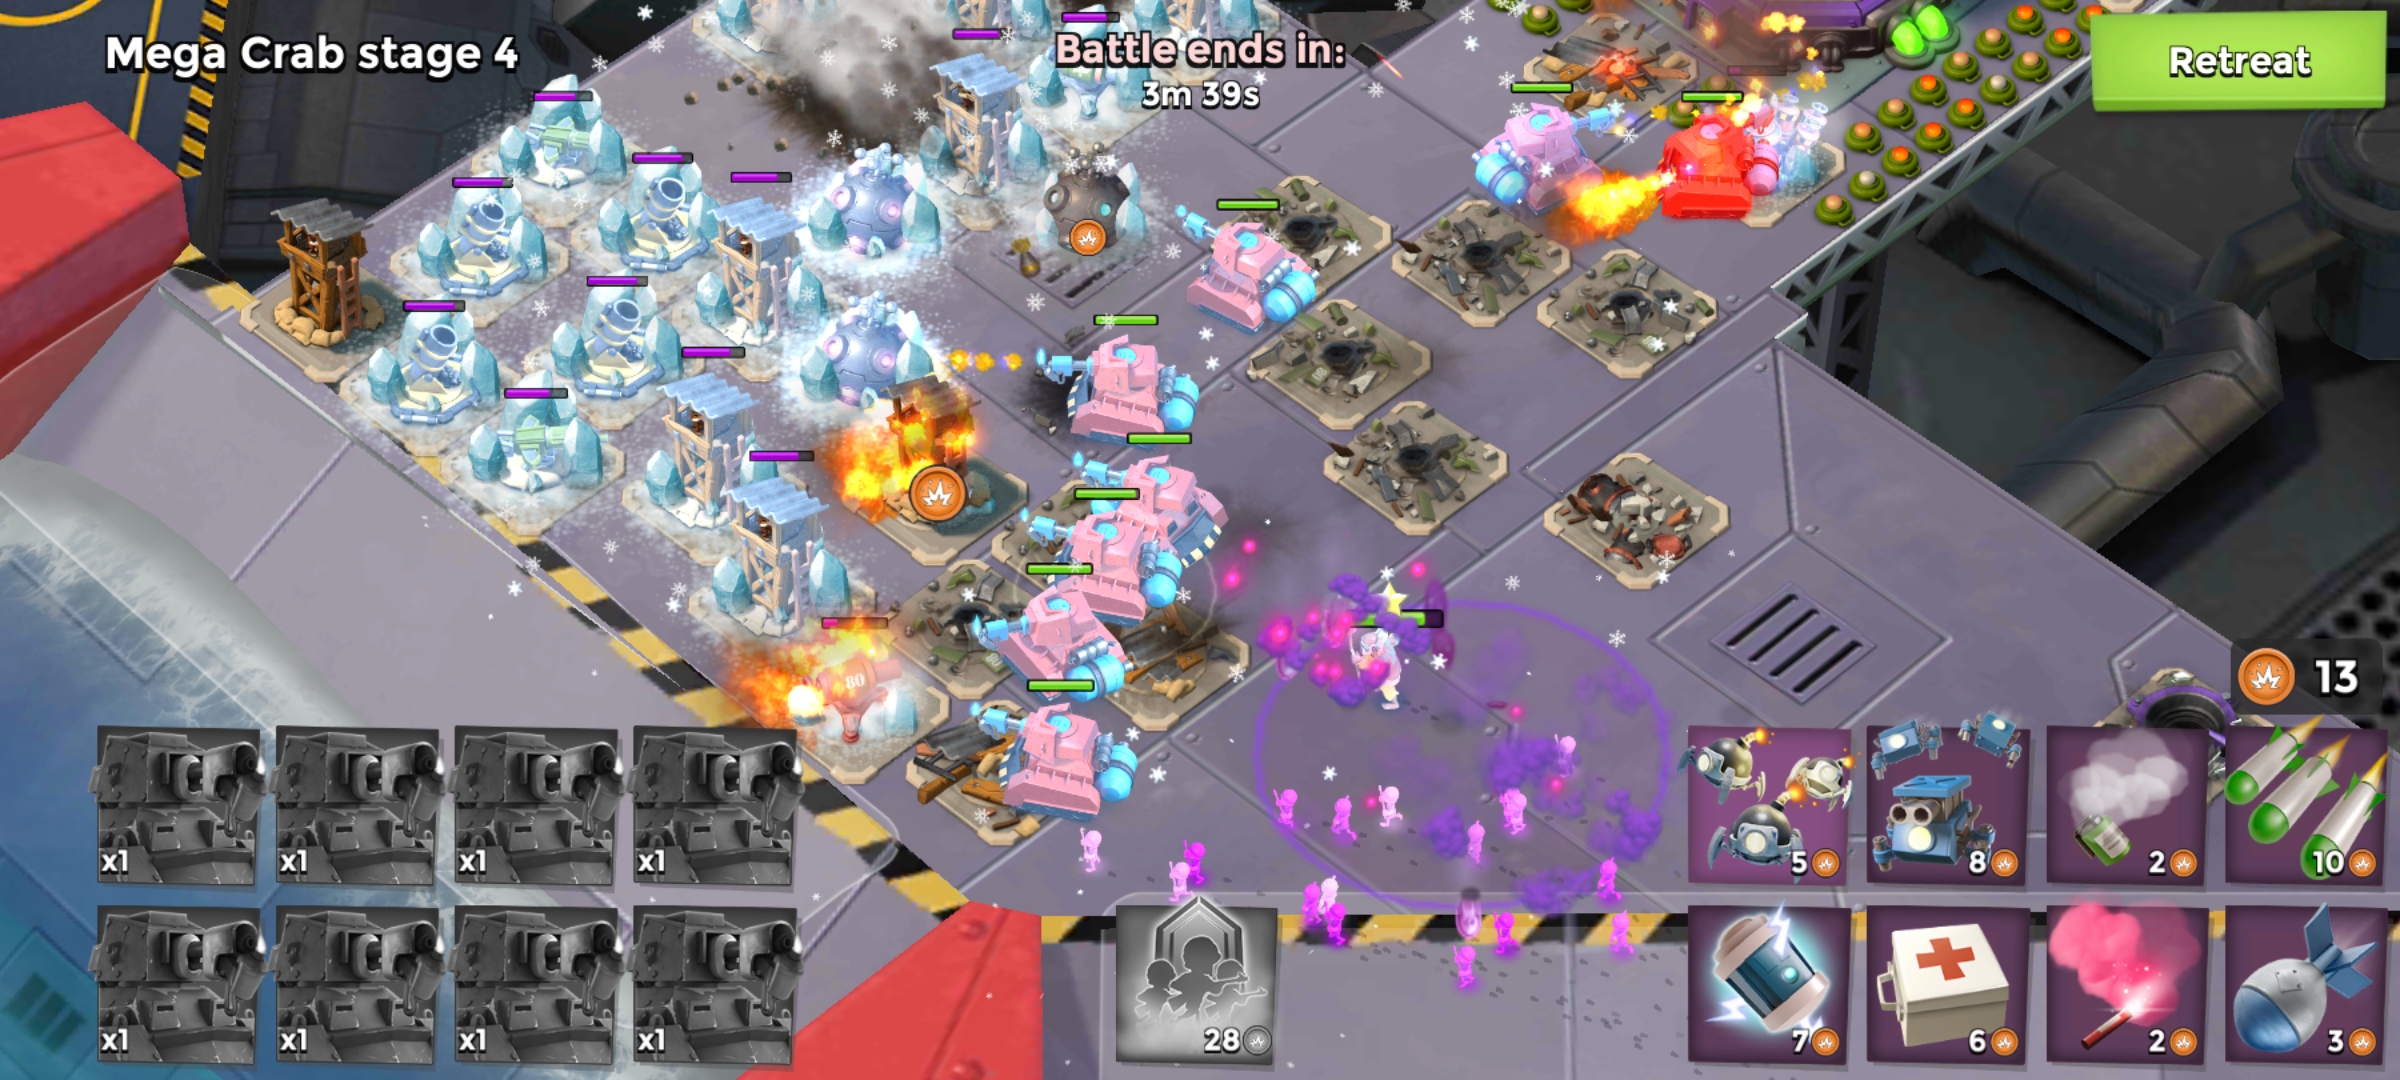 Mega Crab stage 4
Battle ends in:
3m 39s
Retreat
80
13
x1
x1
x1
x1
5
8
2
10
x1
x1
x1
x1
28
7
6
2
3